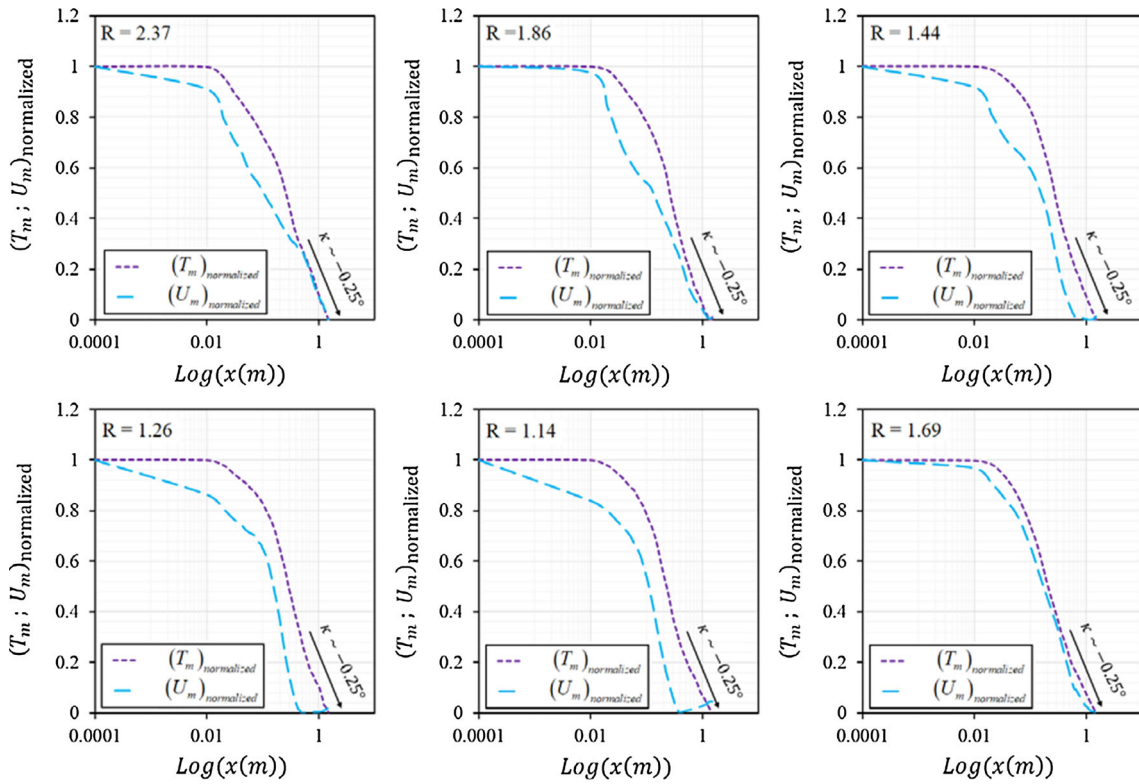 R = 2.37
1.2
1
0.8
0.6
0.4
0.2
0
(T_m ; U_m)normalized
κ ~ −0.25°
(T_m)normalized
(U_m)normalized
0.0001 0.01 1
Log(x(m))
R =1.86
1.2
1
0.8
0.6
0.4
0.2
0
(T_m ; U_m)normalized
κ ~ −0.25°
(T_m)normalized
(U_m)normalized
0.0001 0.01 1
Log(x(m))
R = 1.44
1.2
1
0.8
0.6
0.4
0.2
0
(T_m ; U_m)normalized
κ ~ −0.25°
(T_m)normalized
(U_m)normalized
0.0001 0.01 1
Log(x(m))
R = 1.26
1.2
1
0.8
0.6
0.4
0.2
0
(T_m ; U_m)normalized
κ ~ −0.25°
(T_m)normalized
(U_m)normalized
0.0001 0.01 1
Log(x(m))
R = 1.14
1.2
1
0.8
0.6
0.4
0.2
0
(T_m ; U_m)normalized
κ ~ −0.25°
(T_m)normalized
(U_m)normalized
0.0001 0.01 1
Log(x(m))
R = 1.69
1.2
1
0.8
0.6
0.4
0.2
0
(T_m ; U_m)normalized
κ ~ −0.25°
(T_m)normalized
(U_m)normalized
0.0001 0.01 1
Log(x(m))